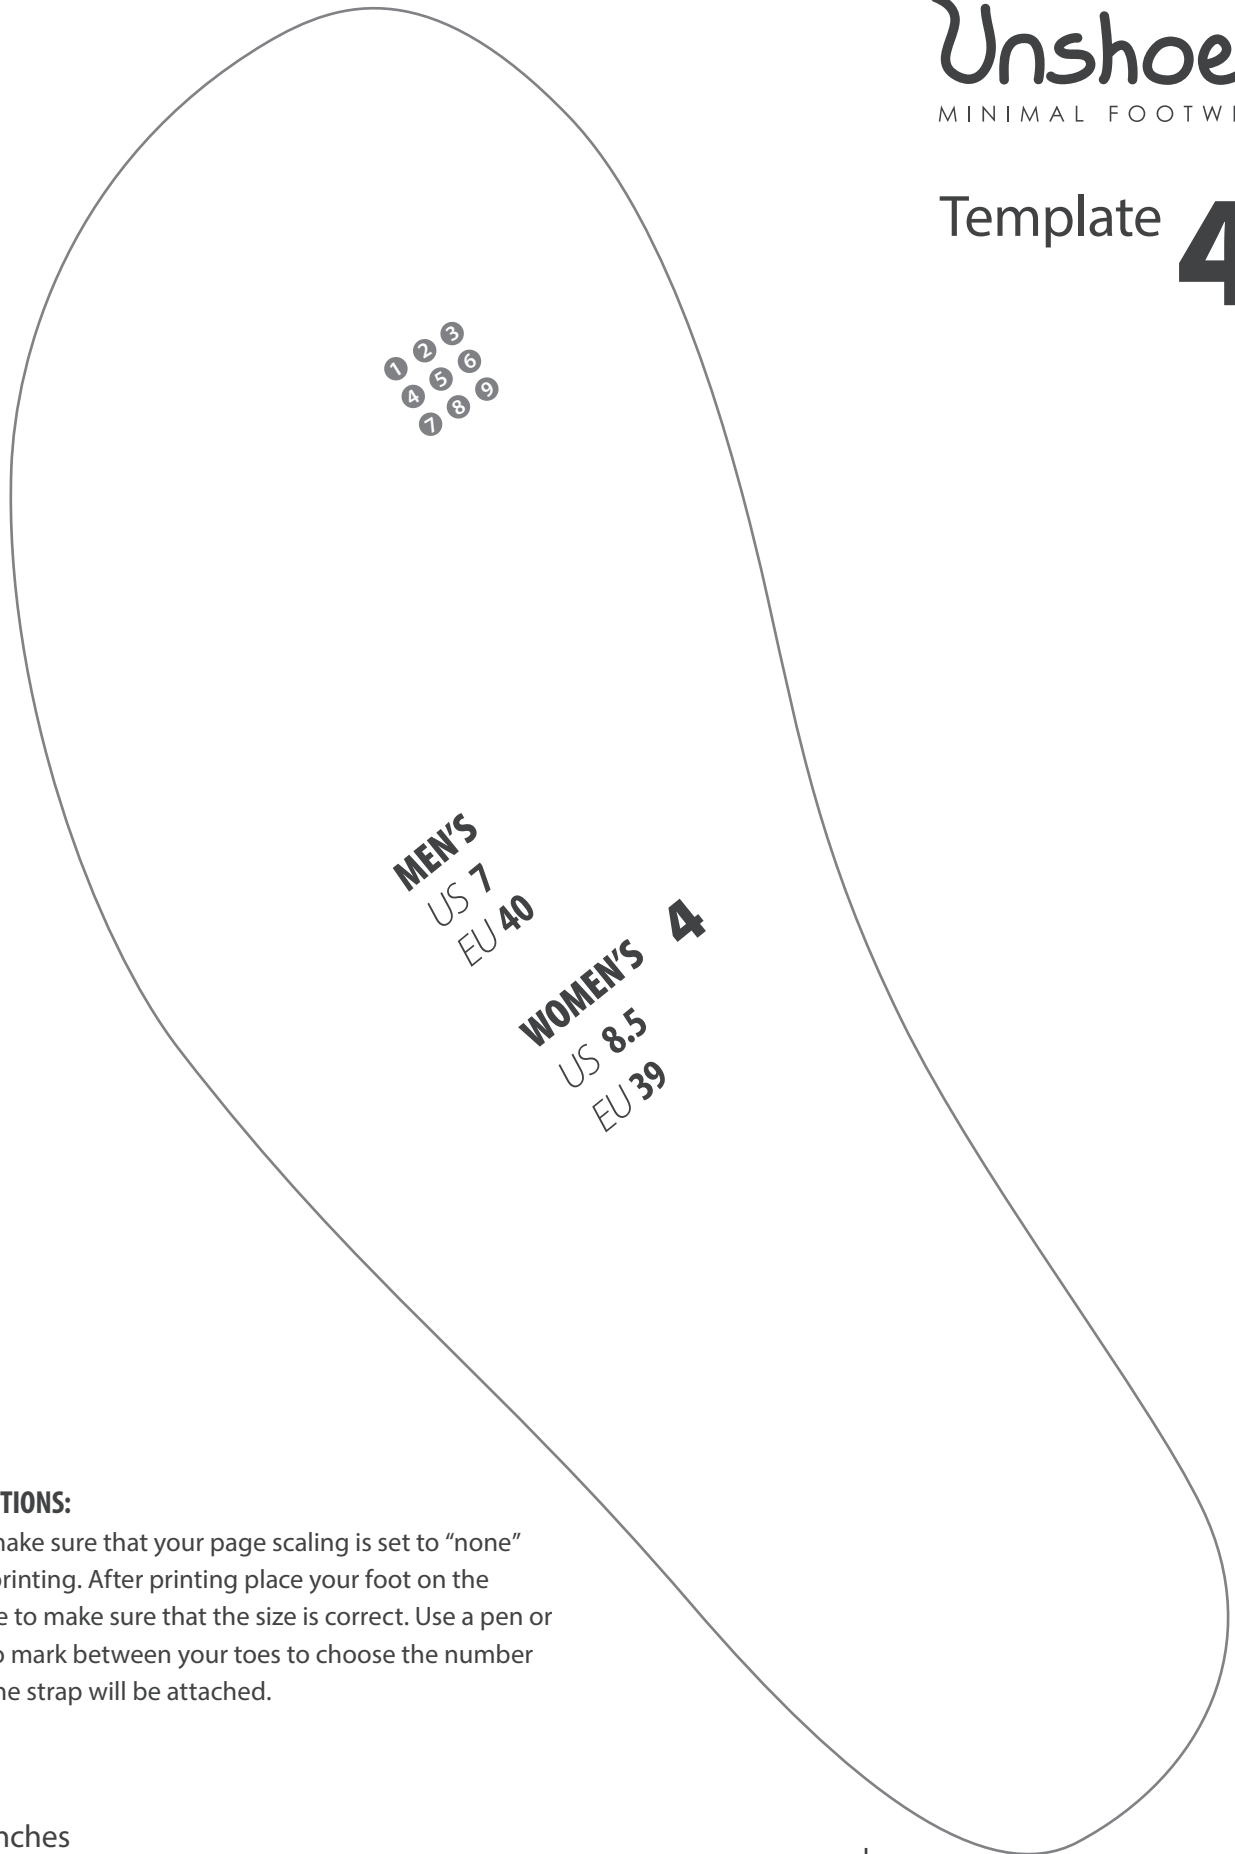 Unshoe
MINIMAL FOOTW
Template 4
1 2 3
4 5 6
7 8 9
MEN'S
US 7
EU 40
WOMEN'S 4
US 8.5
EU 39
TIONS:
make sure that your page scaling is set to “none”
printing. After printing place your foot on the
e to make sure that the size is correct. Use a pen or
o mark between your toes to choose the number
he strap will be attached.
nches